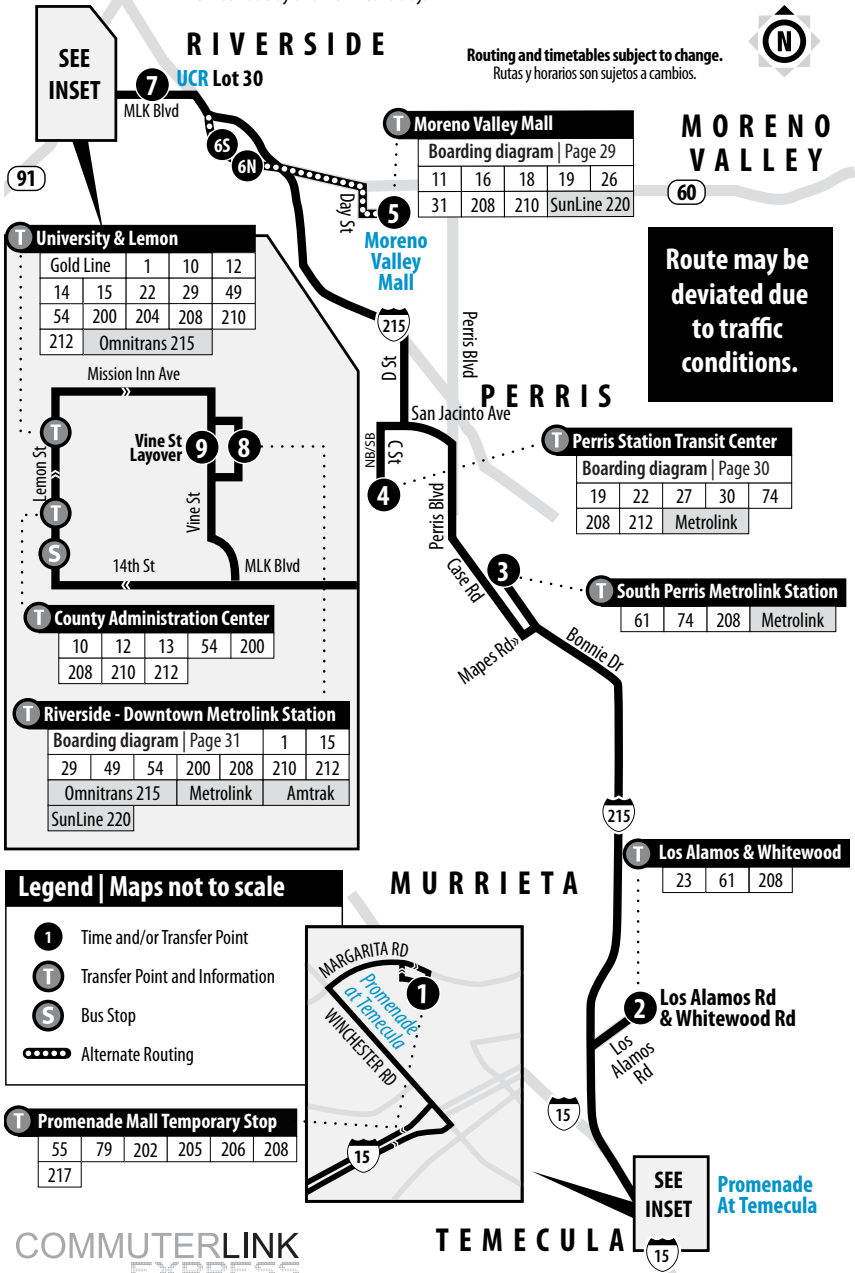 RIVERSIDE
Routing and timetables subject to change.
Rutas y horarios son sujetos a cambios.
N
SEE
INSET
7
UCR Lot 30
MLK Blvd
6S
6N
91
T Moreno Valley Mall
Boarding diagram | Page 29
11 16 18 19 26
31 208 210 SunLine 220
MORENO
VALLEY
60
Day St
5
Moreno
Valley
Mall
Route may be
deviated due
to traffic
conditions.
T University & Lemon
Gold Line 1 10 12
14 15 22 29 49
54 200 204 208 210
212 Omnitrans 215
Mission Inn Ave
T
Lemon St
Vine St
Layover
9
8
T
Vine St
S
14th St
MLK Blvd
T County Administration Center
10 12 13 54 200
208 210 212
T Riverside - Downtown Metrolink Station
Boarding diagram | Page 31 1 15
29 49 54 200 208 210 212
Omnitrans 215 Metrolink Amtrak
SunLine 220
215
D St
Perris Blvd
PERRIS
San Jacinto Ave
NB/SB
C St
4
T Perris Station Transit Center
Boarding diagram | Page 30
19 22 27 30 74
208 212 Metrolink
Perris Blvd
Case Rd
3
T South Perris Metrolink Station
61 74 208 Metrolink
Mapes Rd
Bonnie Dr
215
T Los Alamos & Whitewood
23 61 208
MURRIETA
2
Los Alamos Rd
& Whitewood Rd
Los
Alamos
Rd
Legend | Maps not to scale
1 Time and/or Transfer Point
T Transfer Point and Information
S Bus Stop
Alternate Routing
MARGARITA RD
1
Promenade
at Temecula
WINCHESTER RD
15
T Promenade Mall Temporary Stop
55 79 202 205 206 208
217
15
SEE
INSET
Promenade
At Temecula
TEMECULA
15
COMMUTERLINK
EXPRESS